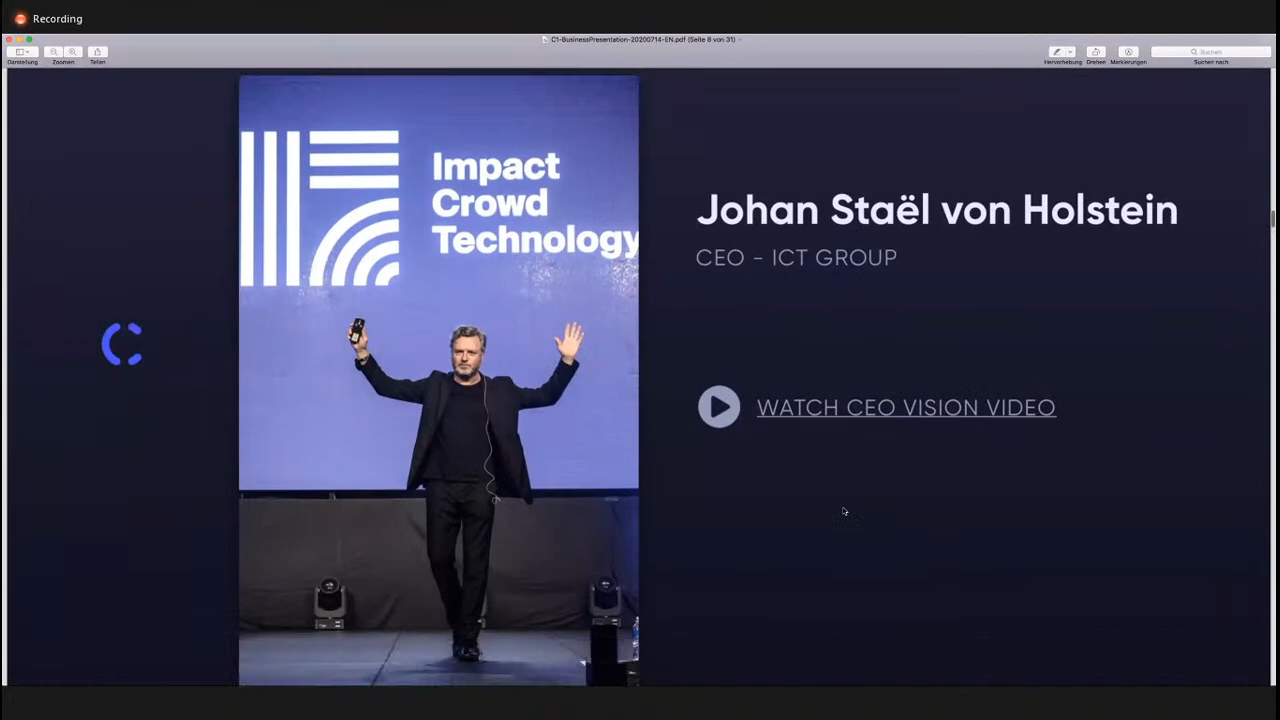 Recording
C1-BusinessPresentation-20200714-EN.pdf (Seite 8 von 31)
Darstellung
Zoomen
Teilen
Hervorhebung
Drehen
Markierungen
Suchen
Suchen nach
Impact
Crowd
Technology
Johan Staël von Holstein
CEO - ICT GROUP
WATCH CEO VISION VIDEO